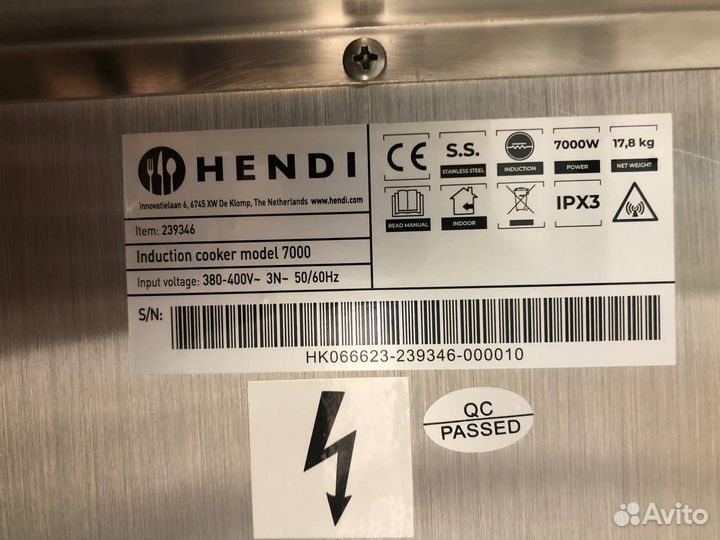 HENDI
Innovatielaan 6, 6745 XW De Klomp, The Netherlands www.hendi.com
Item: 239346
Induction cooker model 7000
Input voltage: 380-400V~ 3N~ 50/60Hz
CE
S.S.
STAINLESS STEEL
INDUCTION
7000W
POWER
17,8 kg
NET WEIGHT
READ MANUAL
INDOOR
IPX3
S/N:
HK066623-239346-000010
QC
PASSED
Avito